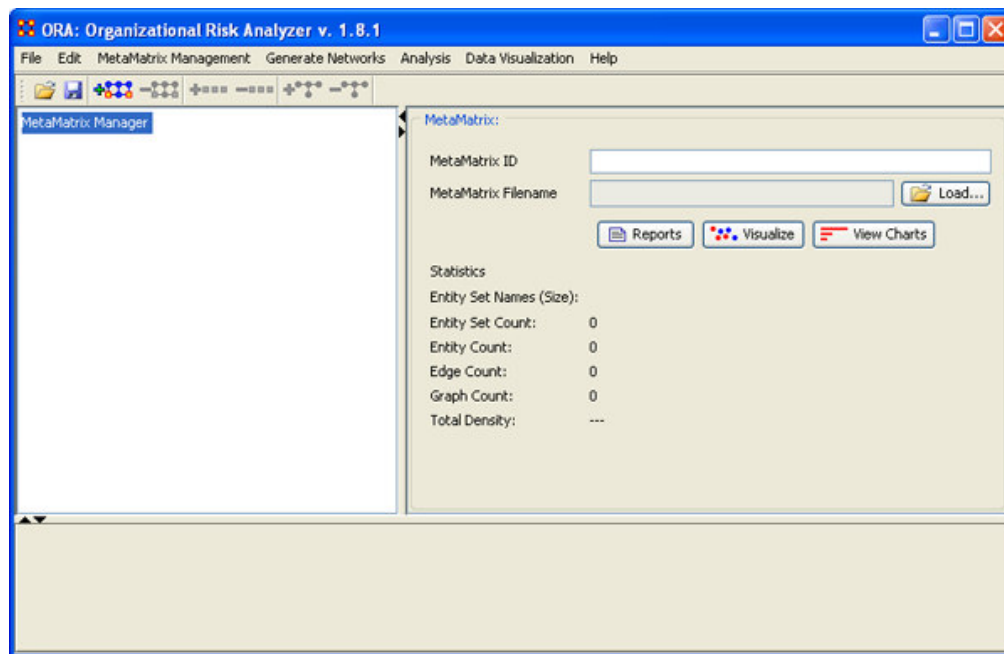 ORA: Organizational Risk Analyzer v. 1.8.1
File Edit MetaMatrix Management Generate Networks Analysis Data Visualization Help
MetaMatrix Manager
MetaMatrix:
MetaMatrix ID
MetaMatrix Filename
Load...
Reports Visualize View Charts
Statistics
Entity Set Names (Size):
Entity Set Count: 0
Entity Count: 0
Edge Count: 0
Graph Count: 0
Total Density: ---